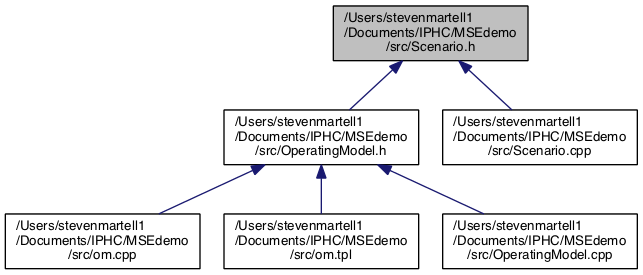 /Users/stevenmartell1
/Documents/IPHC/MSEdemo
/src/Scenario.h
/Users/stevenmartell1
/Documents/IPHC/MSEdemo
/src/OperatingModel.h
/Users/stevenmartell1
/Documents/IPHC/MSEdemo
/src/Scenario.cpp
/Users/stevenmartell1
/Documents/IPHC/MSEdemo
/src/om.cpp
/Users/stevenmartell1
/Documents/IPHC/MSEdemo
/src/om.tpl
/Users/stevenmartell1
/Documents/IPHC/MSEdemo
/src/OperatingModel.cpp